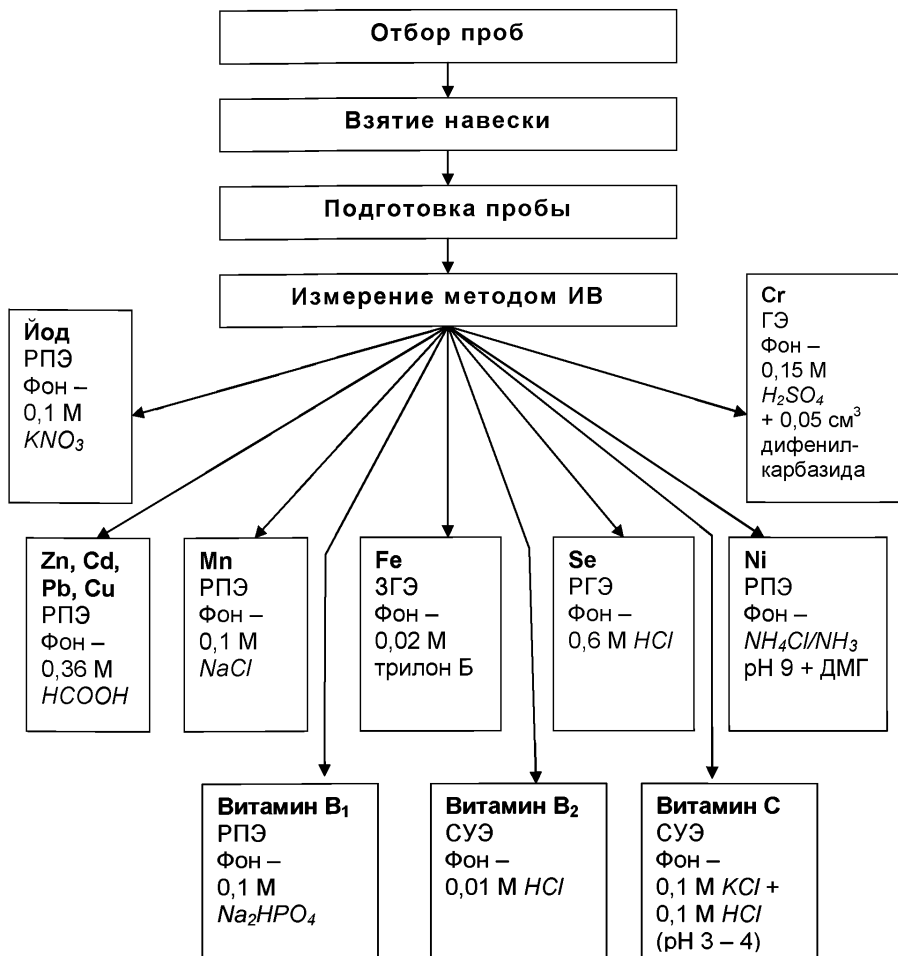 Отбор проб
Взятие навески
Подготовка пробы
Измерение методом ИВ
Йод
РПЭ
Фон –
0,1 М
KNO₃
Cr
ГЭ
Фон –
0,15 М
H₂SO₄
+ 0,05 см³
дифенил-
карбазида
Zn, Cd,
Pb, Cu
РПЭ
Фон –
0,36 М
HCOOH
Mn
РПЭ
Фон –
0,1 М
NaCl
Fe
ЗГЭ
Фон –
0,02 М
трилон Б
Se
РГЭ
Фон –
0,6 М HCl
Ni
РПЭ
Фон –
NH₄Cl/NH₃
pH 9 + ДМГ
Витамин B₁
РПЭ
Фон –
0,1 М
Na₂HPO₄
Витамин B₂
СУЭ
Фон –
0,01 М HCl
Витамин С
СУЭ
Фон –
0,1 М KCl +
0,1 М HCl
(pH 3 – 4)